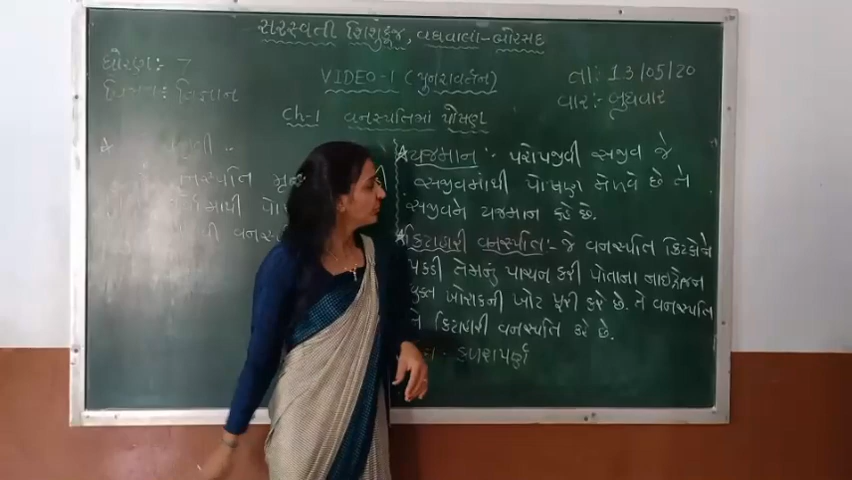 સરસ્વતી શિશુકુંજ, વઘવાલા-બોરસદ
ધોરણ:- 7
VIDEO-1 (પુનરાવર્તન)
તા: 13/05/20
વિષય: વિજ્ઞાન
વાર:- બુધવાર
Ch-1 વનસ્પતિમાં પોષણ
યજમાન :- પરોપજીવી સજીવ જે
સજીવમાંથી પોષણ મેળવે છે તે
સજીવને યજમાન કહે છે.
કિટાહારી વનસ્પતિ:- જે વનસ્પતિ કિટકોને
પકડી તેમનું પાચન કરી પોતાના નાઇટ્રોજન
યુક્ત ખોરાકની ખોટ પૂરી કરે છે. તે વનસ્પતિ
ને કિટાહારી વનસ્પતિ કહે છે.
કળશપર્ણ